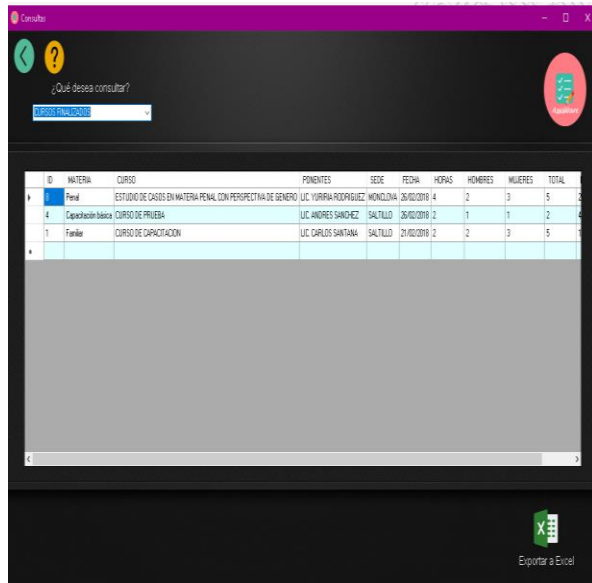 Consultas
?
¿Qué desea consultar?
CURSOS FINALIZADOS
ID MATERIA CURSO PONENTES SEDE FECHA HORAS HOMBRES MUJERES TOTAL
8 Penal ESTUDIO DE CASOS EN MATERIA PENAL CON PERSPECTIVA DE GENERO LIC YURIRIA RODRIGUEZ MONCLOVA 26/02/2018 4 2 3 5 2
4 Capacitación básica CURSO DE PRUEBA LIC ANDRES SANCHEZ SALTILLO 26/02/2018 2 1 1 2 4
1 Familiar CURSO DE CAPACITACION LIC CARLOS SANTANA SALTILLO 21/02/2018 2 2 3 5 1
Exportar a Excel